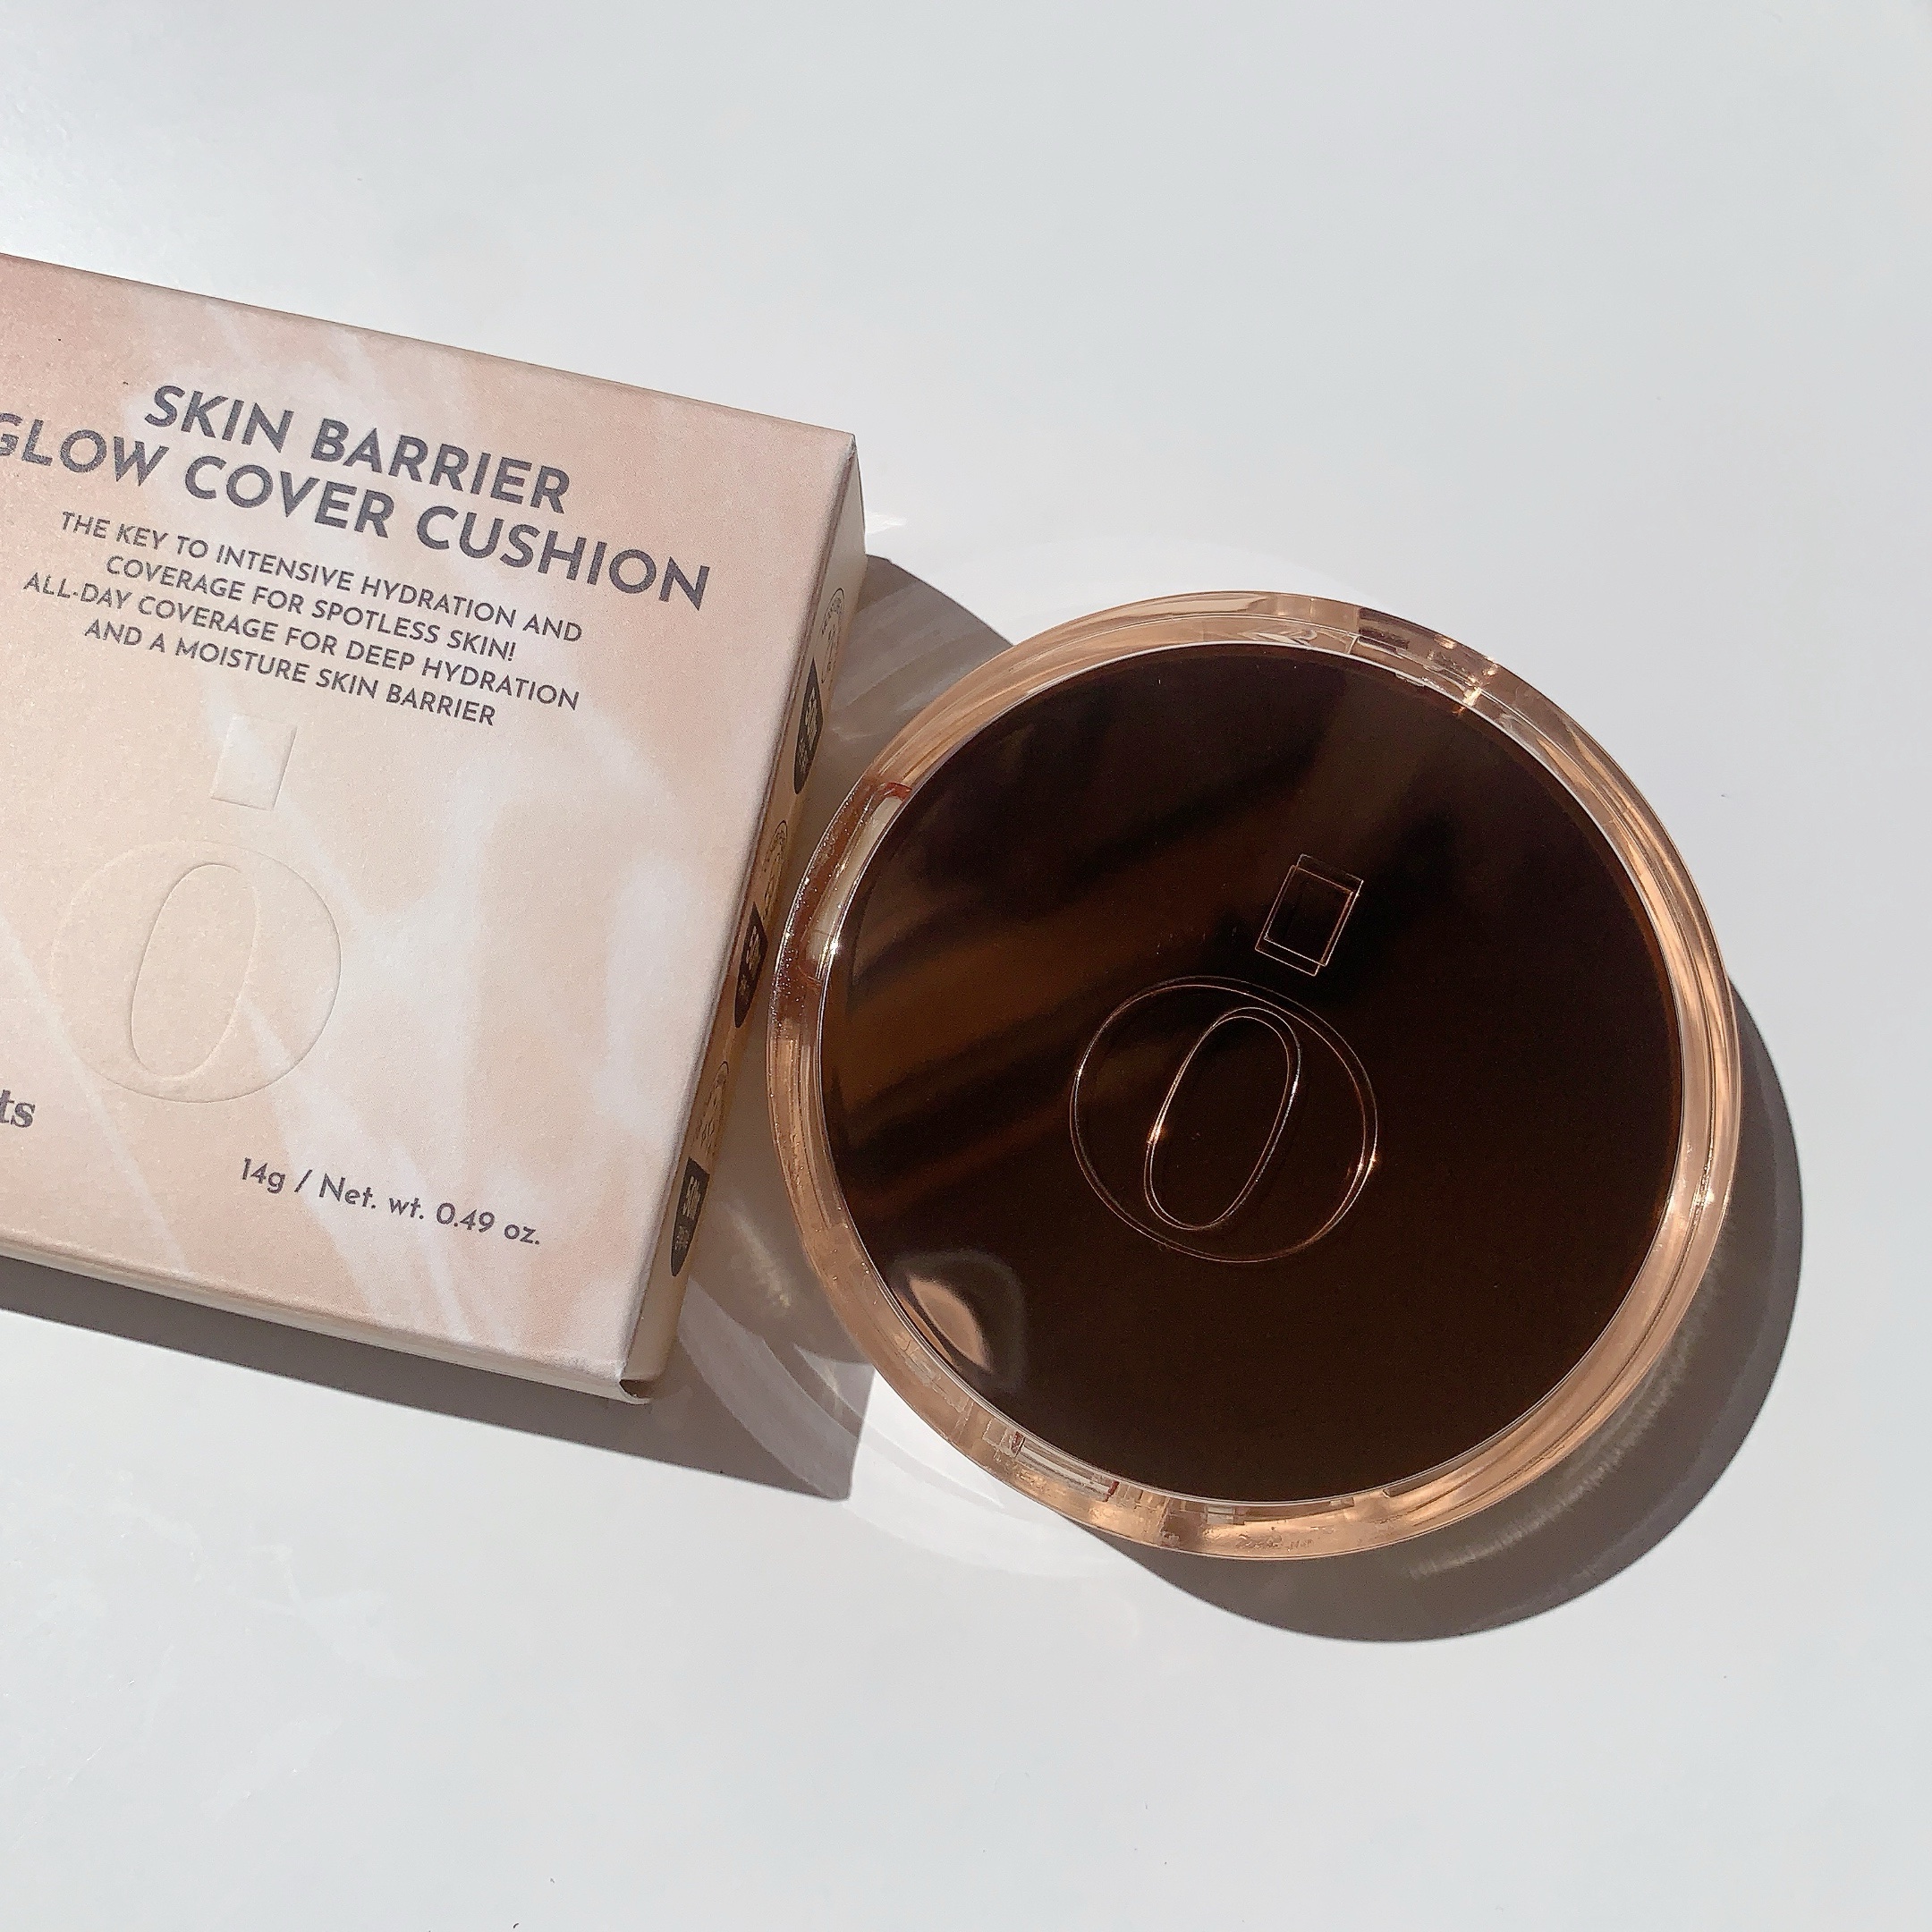 SKIN BARRIER
GLOW COVER CUSHION
THE KEY TO INTENSIVE HYDRATION AND
COVERAGE FOR SPOTLESS SKIN!
ALL-DAY COVERAGE FOR DEEP HYDRATION
AND A MOISTURE SKIN BARRIER
ts
14g / Net. wt. 0.49 oz.